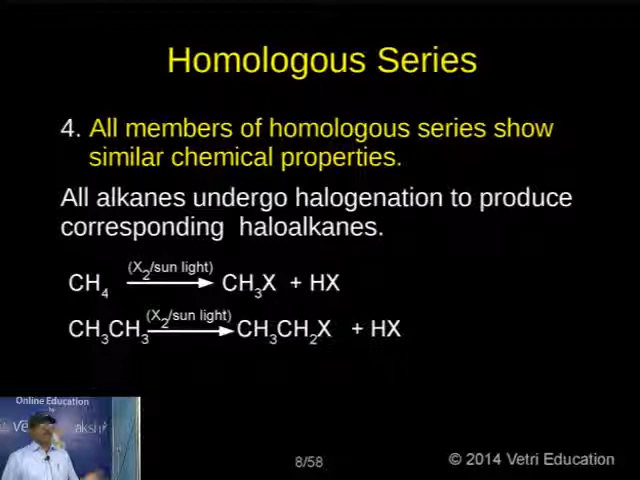 Homologous Series
4. All members of homologous series show
similar chemical properties.
All alkanes undergo halogenation to produce
corresponding haloalkanes.
(X2/sun light)
CH4 → CH3X + HX
(X2/sun light)
CH3CH3 → CH3CH2X + HX
Online Education
by
8/58
© 2014 Vetri Education